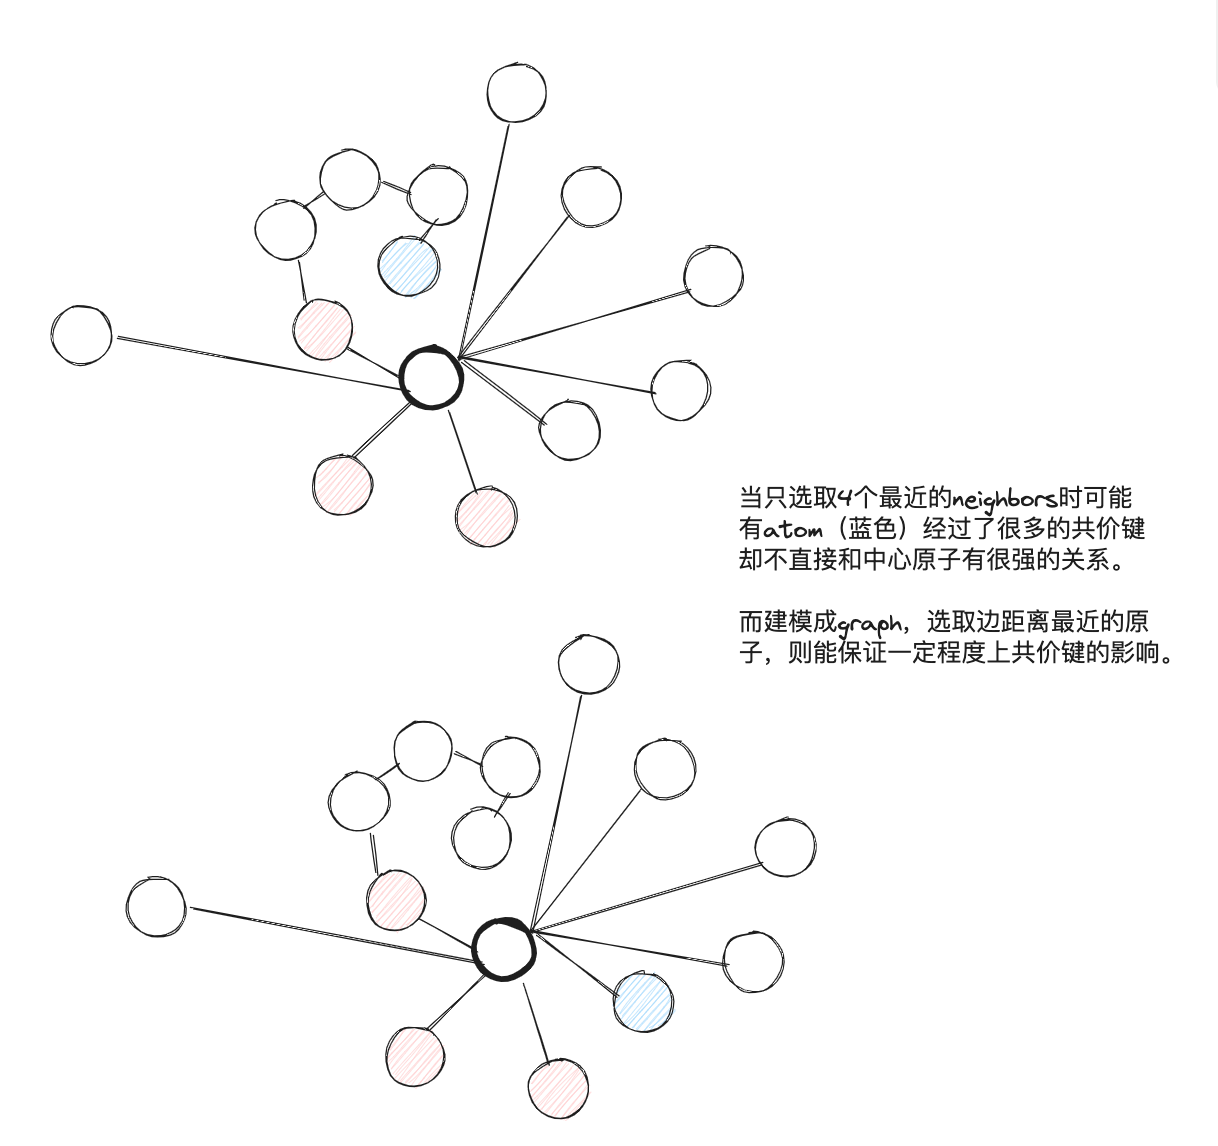 当只选取4个最近的neighbors时可能
有atom（蓝色）经过了很多的共价键
却不直接和中心原子有很强的关系。
而建模成graph，选取边距离最近的原
子，则能保证一定程度上共价键的影响。